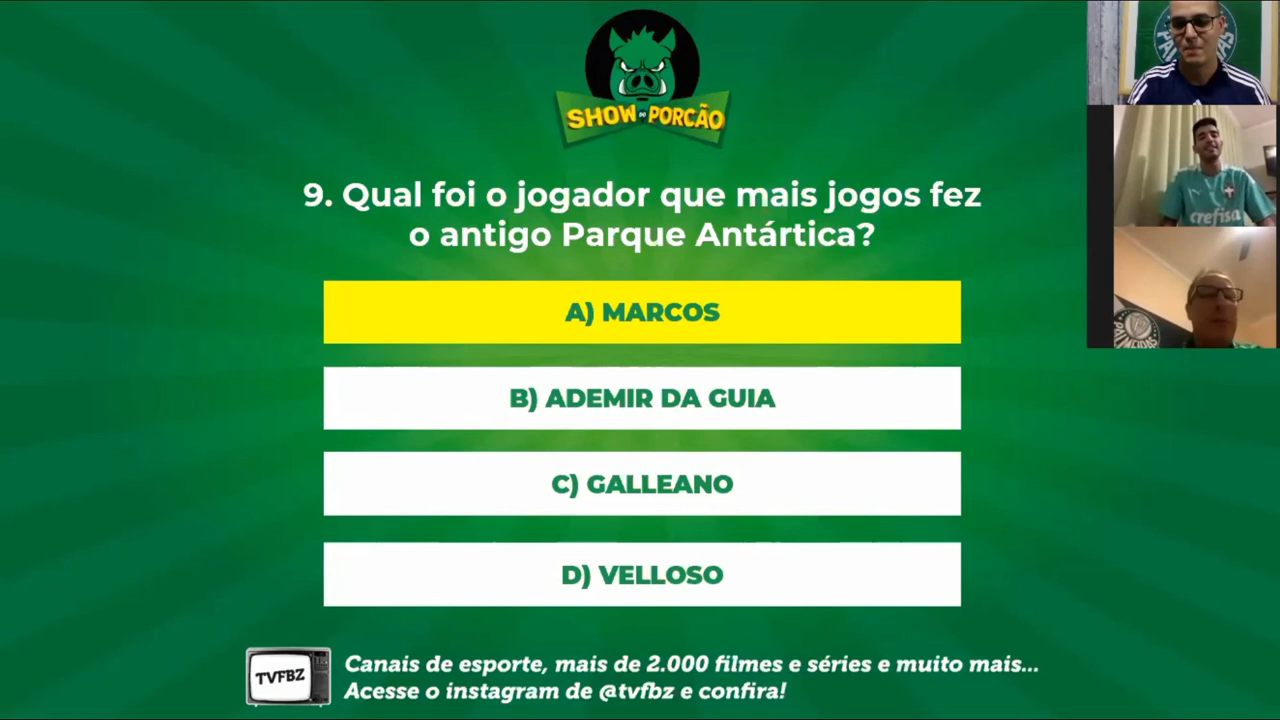 SHOW DO PORCÃO
9. Qual foi o jogador que mais jogos fez
o antigo Parque Antártica?
A) MARCOS
B) ADEMIR DA GUIA
C) GALLEANO
D) VELLOSO
TVFBZ
Canais de esporte, mais de 2.000 filmes e séries e muito mais...
Acesse o instagram de @tvfbz e confira!
crefisa
PALMEIRAS